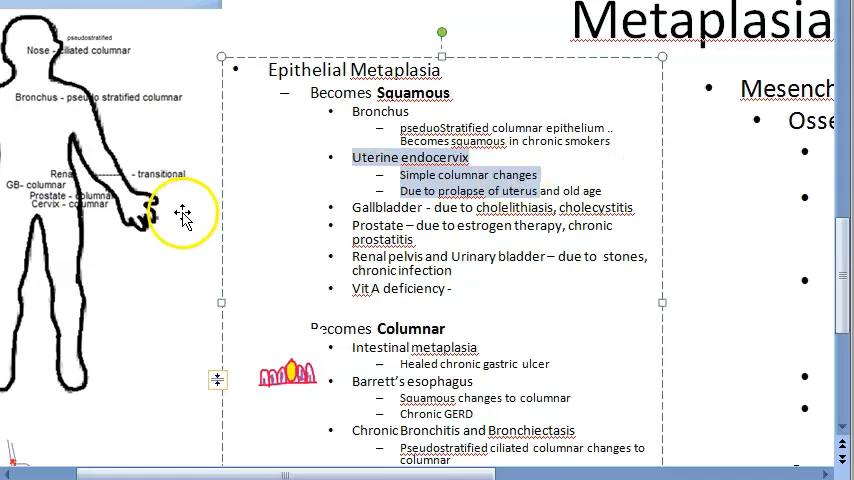 Metaplasia
pseudostratified
Nose - ciliated columnar
Bronchus - pseudo stratified columnar
Renal - transitional
GB- columnar
Prostate - columnar
Cervix - columnar
• Epithelial Metaplasia
– Becomes Squamous
• Bronchus
– pseduoStratified columnar epithelium ..
Becomes squamous in chronic smokers
• Uterine endocervix
– Simple columnar changes
– Due to prolapse of uterus and old age
• Gallbladder - due to cholelithiasis, cholecystitis
• Prostate – due to estrogen therapy, chronic
prostatitis
• Renal pelvis and Urinary bladder – due to stones,
chronic infection
• Vit A deficiency -
Becomes Columnar
• Intestinal metaplasia
– Healed chronic gastric ulcer
• Barrett's esophagus
– Squamous changes to columnar
– Chronic GERD
• Chronic Bronchitis and Bronchiectasis
– Pseudostratified ciliated columnar changes to
columnar
• Mesench
• Osse